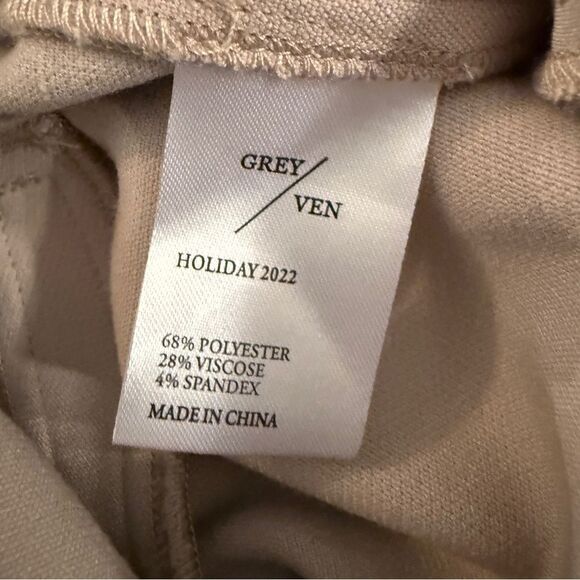 GREY/
VEN
HOLIDAY 2022
68% POLYESTER
28% VISCOSE
4% SPANDEX
MADE IN CHINA